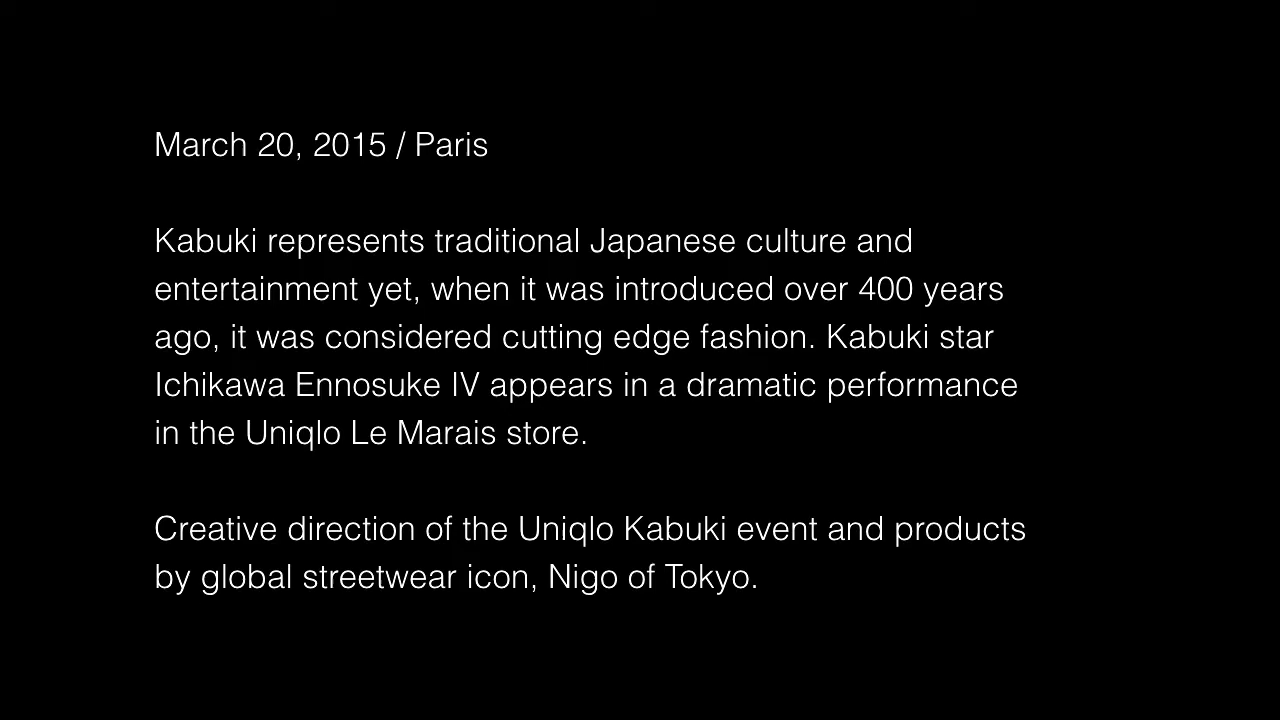 March 20, 2015 / Paris
Kabuki represents traditional Japanese culture and
entertainment yet, when it was introduced over 400 years
ago, it was considered cutting edge fashion. Kabuki star
Ichikawa Ennosuke IV appears in a dramatic performance
in the Uniqlo Le Marais store.
Creative direction of the Uniqlo Kabuki event and products
by global streetwear icon, Nigo of Tokyo.